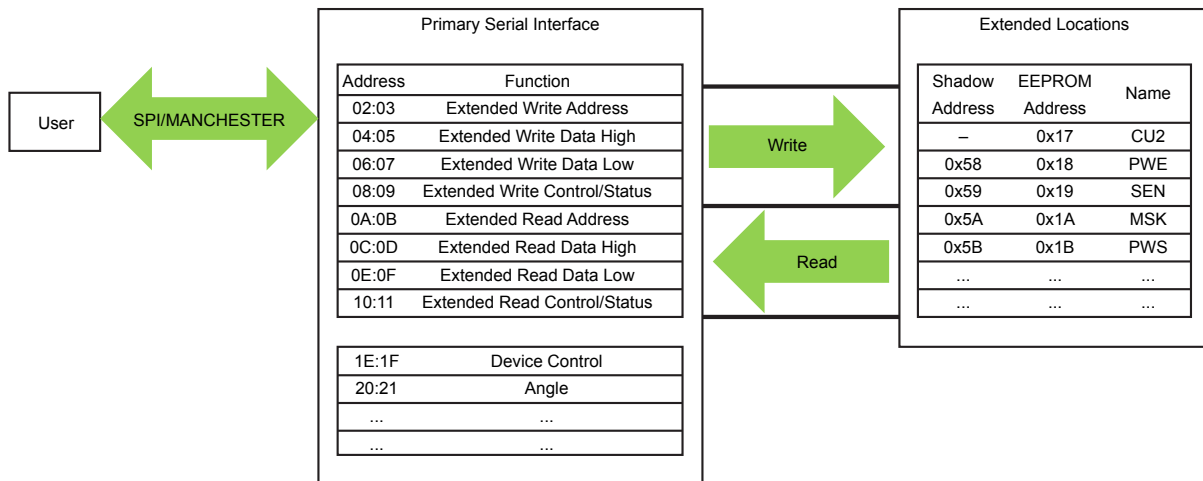 Primary Serial Interface
Extended Locations
User
SPI/MANCHESTER
Address Function
02:03 Extended Write Address
04:05 Extended Write Data High
06:07 Extended Write Data Low
08:09 Extended Write Control/Status
0A:0B Extended Read Address
0C:0D Extended Read Data High
0E:0F Extended Read Data Low
10:11 Extended Read Control/Status
1E:1F Device Control
20:21 Angle
... ...
... ...
Write
Read
Shadow EEPROM Name
Address Address
– 0x17 CU2
0x58 0x18 PWE
0x59 0x19 SEN
0x5A 0x1A MSK
0x5B 0x1B PWS
... ... ...
... ... ...